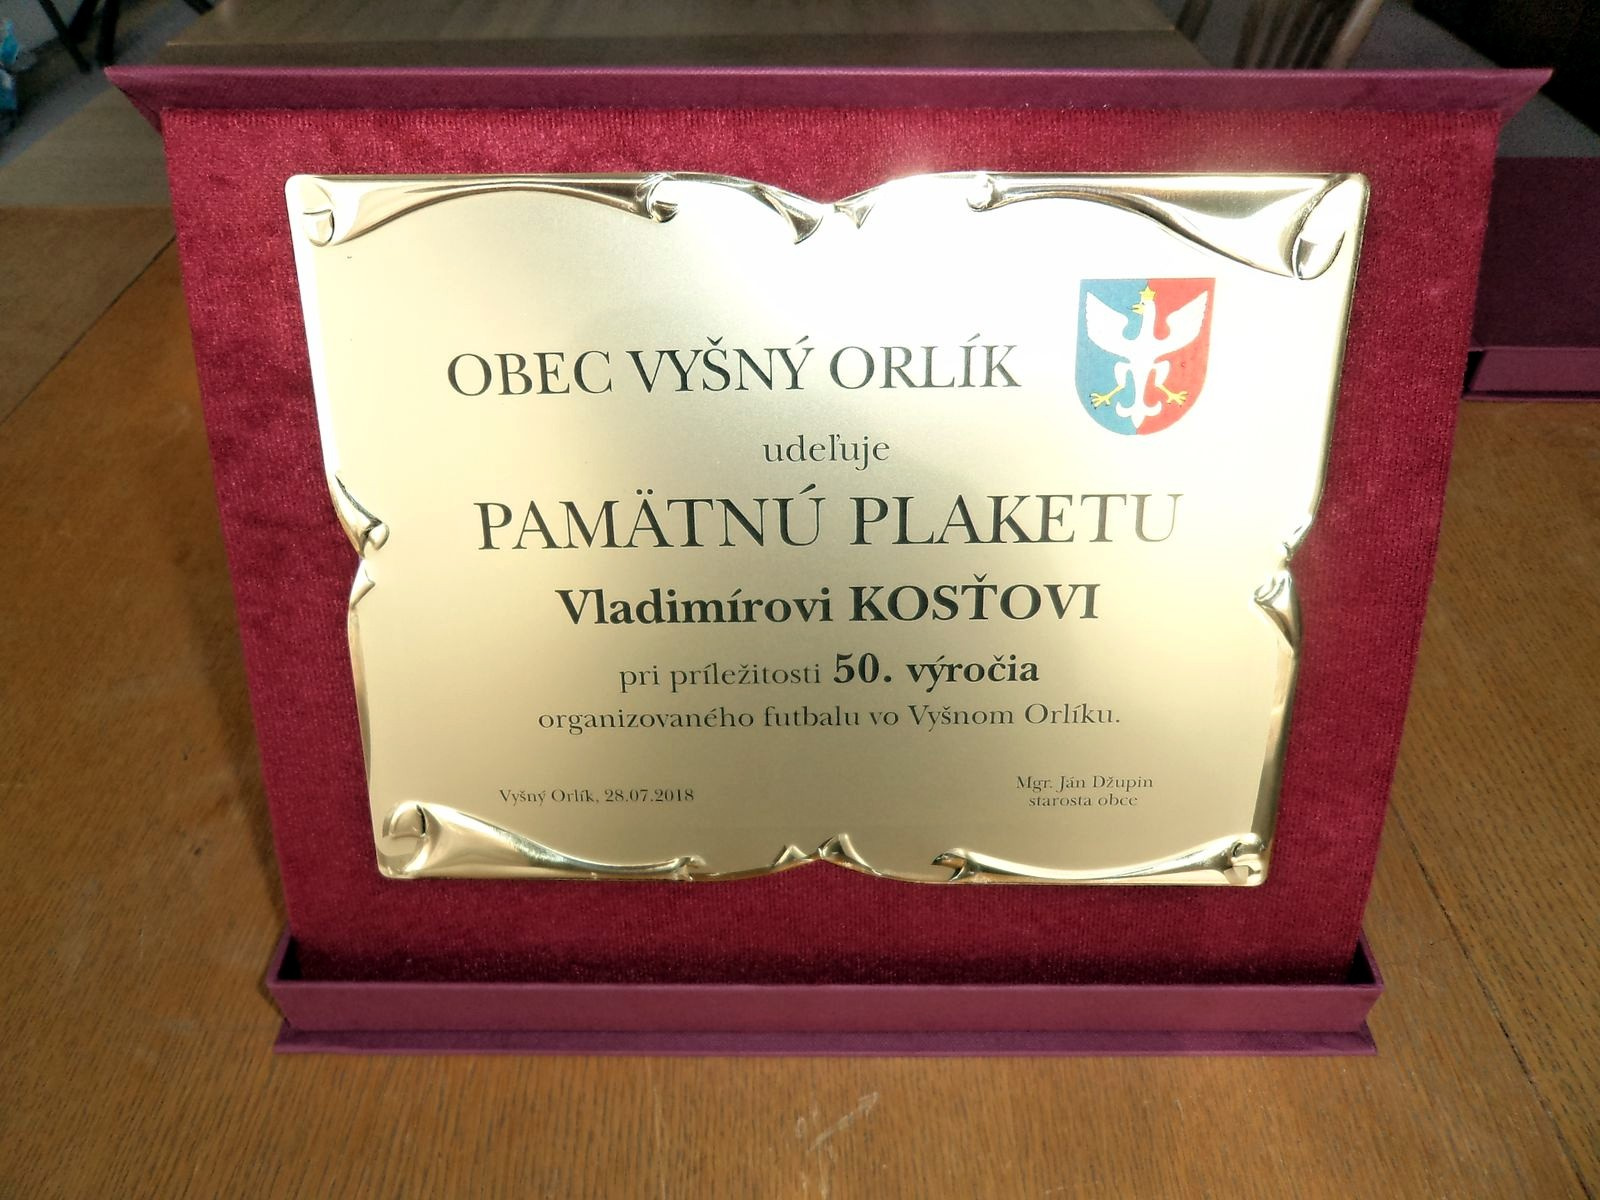 OBEC VYŠNÝ ORLÍK
udeľuje
PAMÄTNÚ PLAKETU
Vladimírovi KOSŤOVI
pri príležitosti 50. výročia
organizovaného futbalu vo Vyšnom Orlíku.
Vyšný Orlík, 28.07.2018
Mgr. Ján Džupin
starosta obce